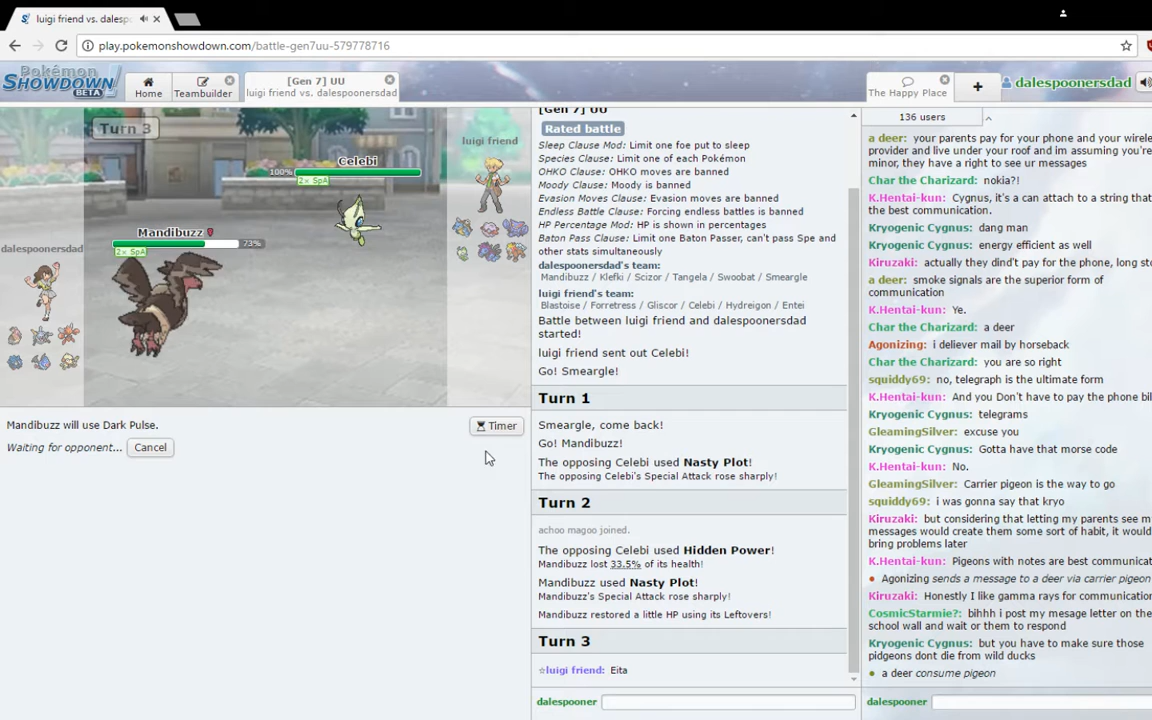 luigi friend vs. dalesp
play.pokemonshowdown.com/battle-gen7uu-579778716
Pokémon
SHOWDOWN
BETA
Home
Teambuilder
[Gen 7] UU
luigi friend vs. dalespoonersdad
The Happy Place
+
dalespoonersdad
Turn 3
luigi friend
Celebi
100%
2× SpA
Mandibuzz
73%
2× SpA
dalespoonersdad
Mandibuzz will use Dark Pulse.
Waiting for opponent...
Cancel
Timer
[Gen 7] UU
Rated battle
Sleep Clause Mod: Limit one foe put to sleep
Species Clause: Limit one of each Pokémon
OHKO Clause: OHKO moves are banned
Moody Clause: Moody is banned
Evasion Moves Clause: Evasion moves are banned
Endless Battle Clause: Forcing endless battles is banned
HP Percentage Mod: HP is shown in percentages
Baton Pass Clause: Limit one Baton Passer, can't pass Spe and
other stats simultaneously
dalespoonersdad's team:
Mandibuzz / Klefki / Scizor / Tangela / Swoobat / Smeargle
luigi friend's team:
Blastoise / Forretress / Gliscor / Celebi / Hydreigon / Entei
Battle between luigi friend and dalespoonersdad
started!
luigi friend sent out Celebi!
Go! Smeargle!
Turn 1
Smeargle, come back!
Go! Mandibuzz!
The opposing Celebi used Nasty Plot!
The opposing Celebi's Special Attack rose sharply!
Turn 2
achoo magoo joined.
The opposing Celebi used Hidden Power!
Mandibuzz lost 33.5% of its health!
Mandibuzz used Nasty Plot!
Mandibuzz's Special Attack rose sharply!
Mandibuzz restored a little HP using its Leftovers!
Turn 3
☆luigi friend: Eita
dalespooner
136 users
a deer: your parents pay for your phone and your wirele
provider and live under your roof and im assuming you're
minor, they have a right to see ur messages
Char the Charizard: nokia?!
K.Hentai-kun: Cygnus, it's a can attach to a string that
the best communication.
Kryogenic Cygnus: dang man
Kryogenic Cygnus: energy efficient as well
Kiruzaki: actually they dind't pay for the phone, long sto
a deer: smoke signals are the superior form of
communication
K.Hentai-kun: Ye.
Char the Charizard: a deer
Agonizing: i deliever mail by horseback
Char the Charizard: you are so right
squiddy69: no, telegraph is the ultimate form
K.Hentai-kun: And you Don't have to pay the phone bil
Kryogenic Cygnus: telegrams
GleamingSilver: excuse you
Kryogenic Cygnus: Gotta have that morse code
K.Hentai-kun: No.
GleamingSilver: Carrier pigeon is the way to go
squiddy69: i was gonna say that kryo
Kiruzaki: but considering that letting my parents see m
messages would create them some sort of habit, it would
bring problems later
K.Hentai-kun: Pigeons with notes are best communicat
• Agonizing sends a message to a deer via carrier pigeon
Kiruzaki: Honestly I like gamma rays for communication
CosmicStarmie?: bihhh i post my mesage letter on the
school wall and wait or them to respond
Kryogenic Cygnus: but you have to make sure those
pidgeons dont die from wild ducks
• a deer consume pigeon
dalespooner